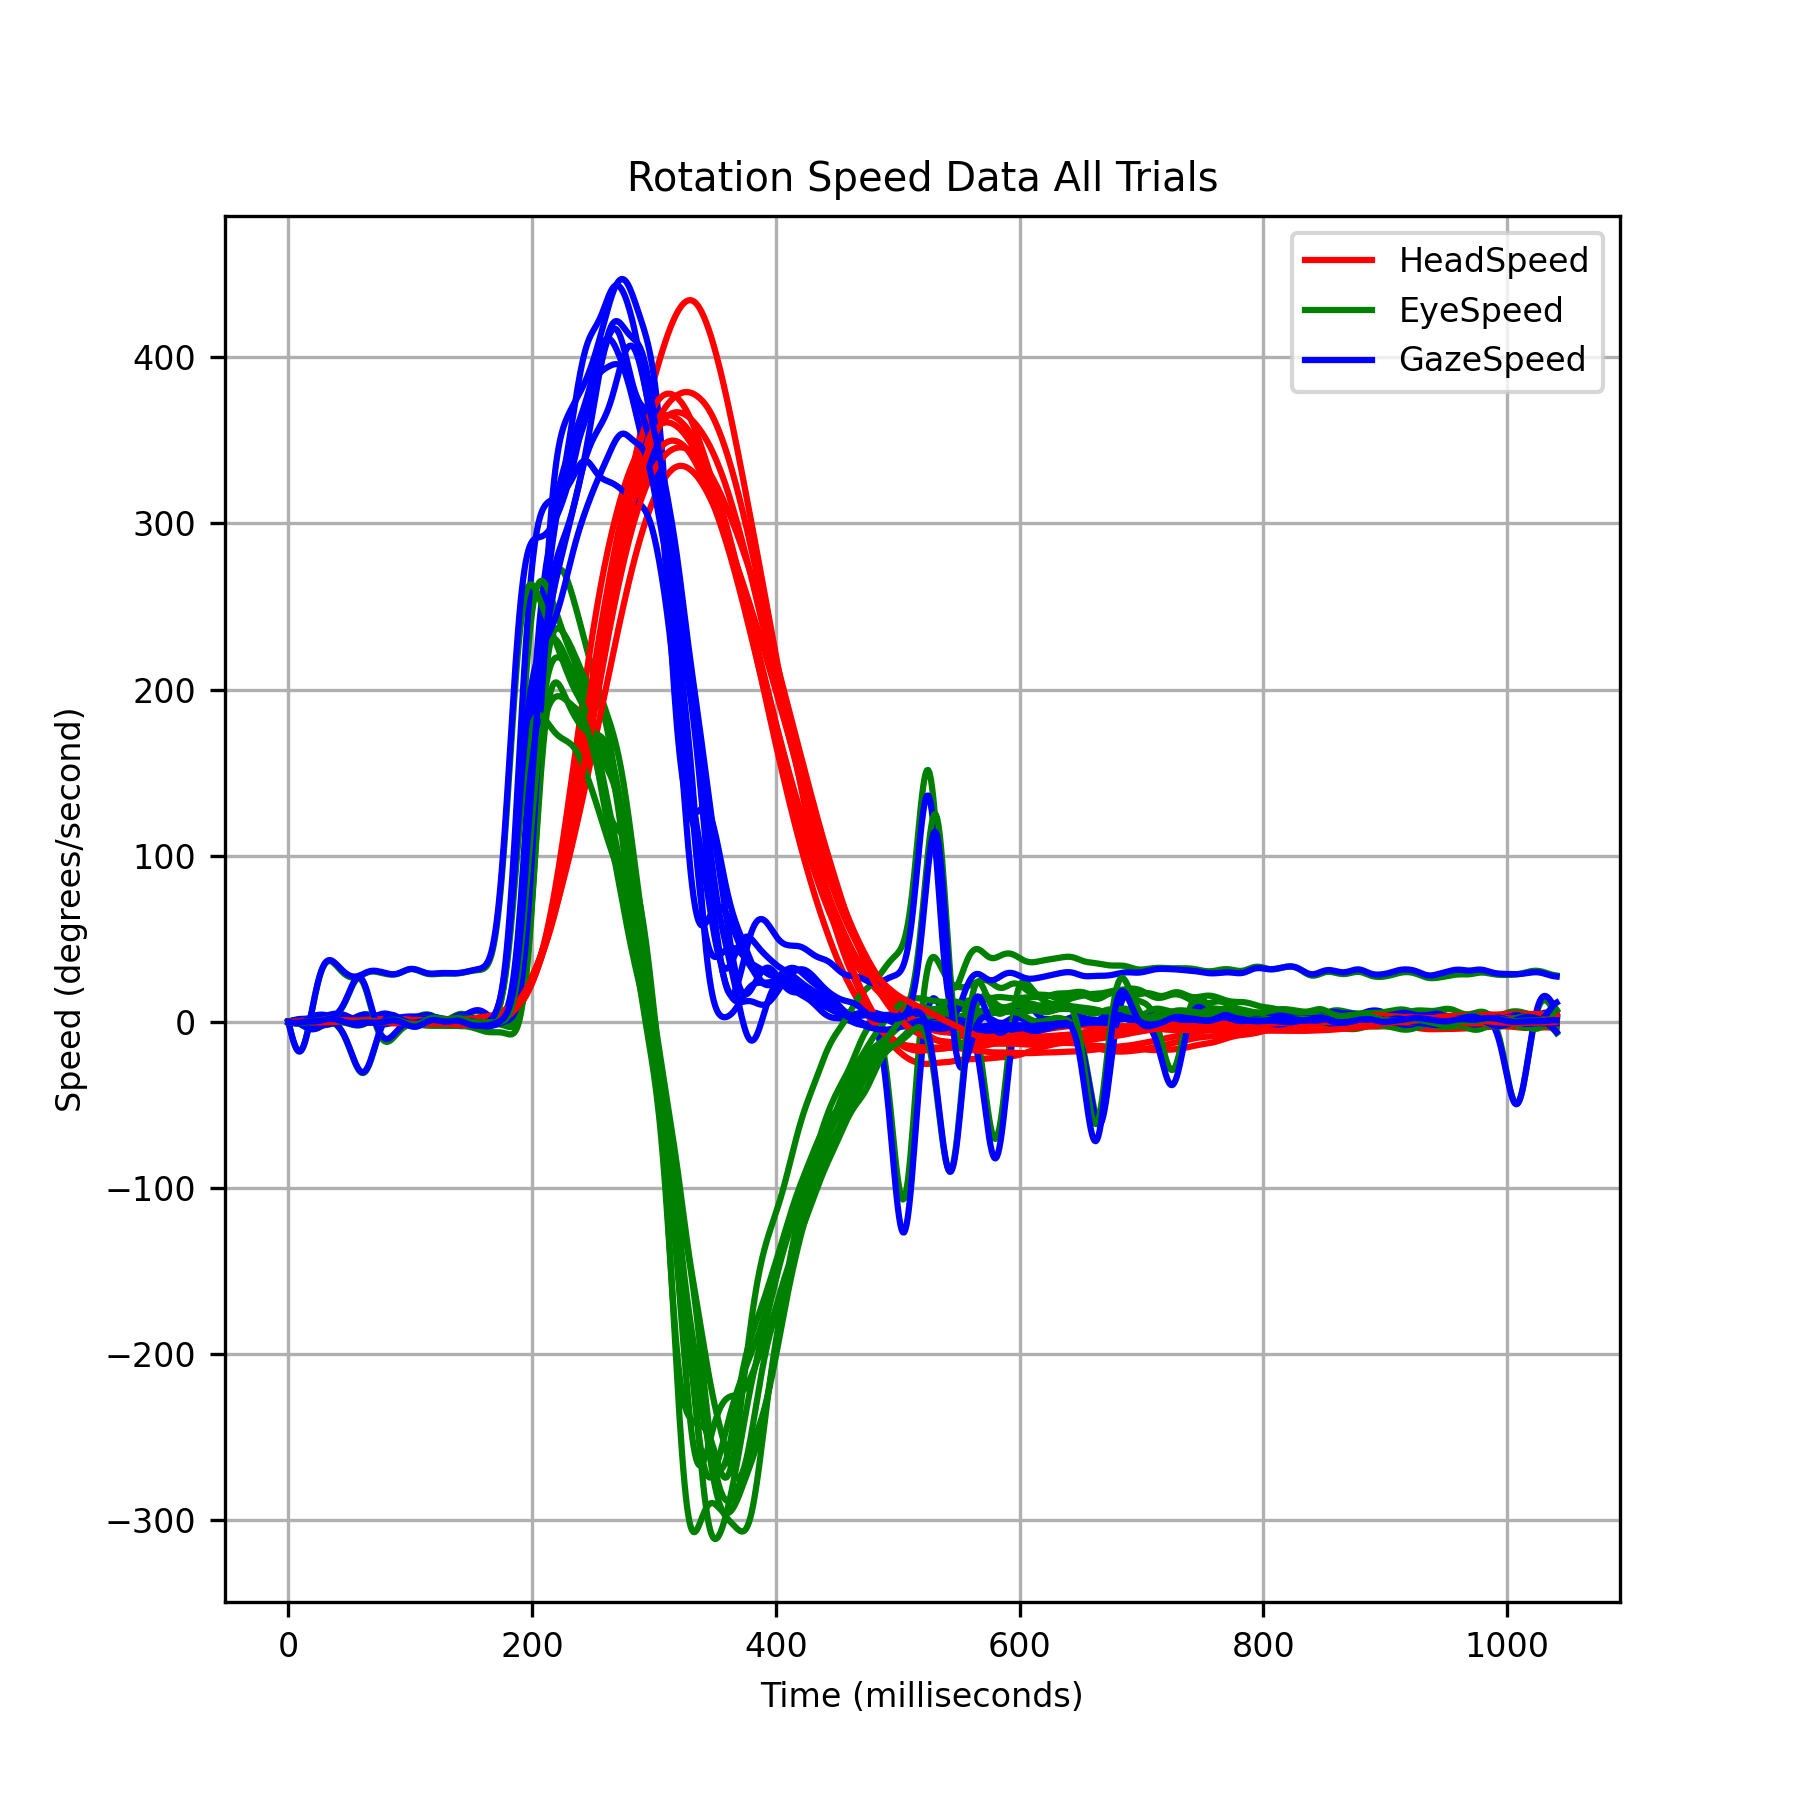 Rotation Speed Data All Trials
HeadSpeed
EyeSpeed
GazeSpeed
Speed (degrees/second)
400
300
200
100
0
−100
−200
−300
0 200 400 600 800 1000
Time (milliseconds)